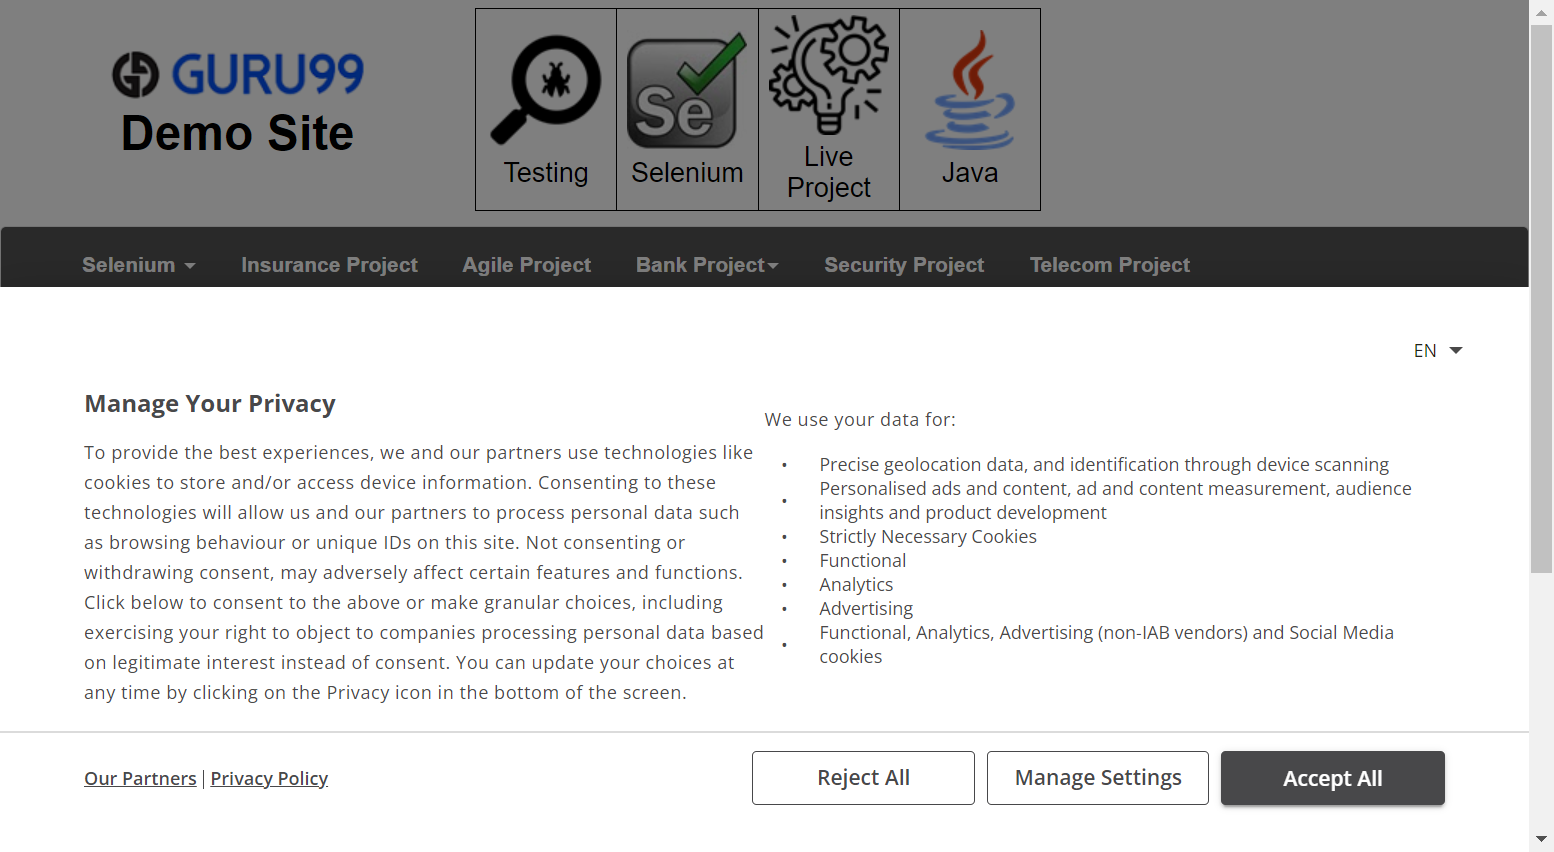 GURU99
Demo Site
Testing
Se
Selenium
Live
Project
Java
Selenium
Insurance Project
Agile Project
Bank Project
Security Project
Telecom Project
EN
Manage Your Privacy
To provide the best experiences, we and our partners use technologies like
cookies to store and/or access device information. Consenting to these
technologies will allow us and our partners to process personal data such
as browsing behaviour or unique IDs on this site. Not consenting or
withdrawing consent, may adversely affect certain features and functions.
Click below to consent to the above or make granular choices, including
exercising your right to object to companies processing personal data based
on legitimate interest instead of consent. You can update your choices at
any time by clicking on the Privacy icon in the bottom of the screen.
We use your data for:
• Precise geolocation data, and identification through device scanning
• Personalised ads and content, ad and content measurement, audience
insights and product development
• Strictly Necessary Cookies
• Functional
• Analytics
• Advertising
• Functional, Analytics, Advertising (non-IAB vendors) and Social Media
cookies
Our Partners | Privacy Policy
Reject All
Manage Settings
Accept All